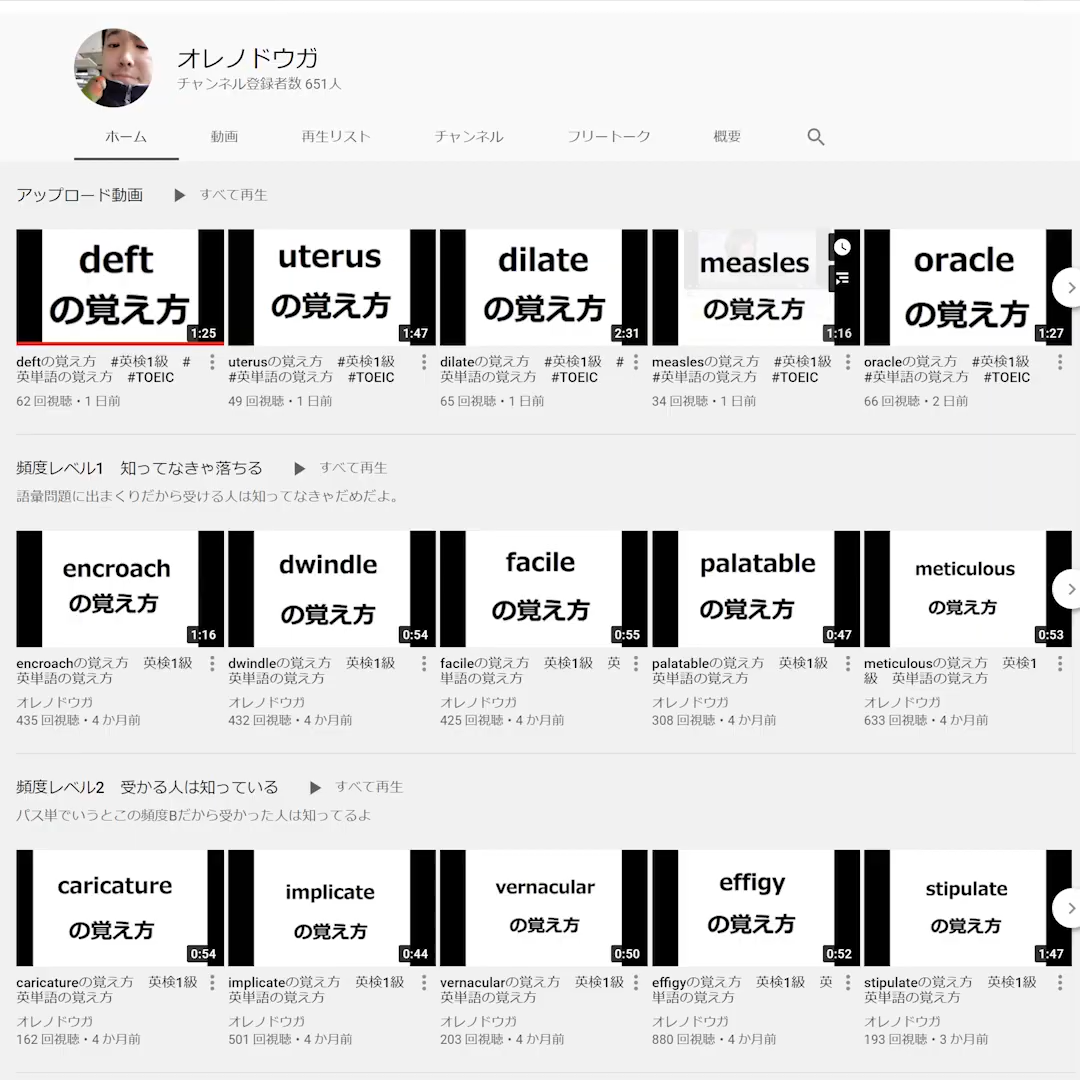 オレノドウガ
チャンネル登録者数 651人
ホーム 動画 再生リスト チャンネル フリートーク 概要
アップロード動画 すべて再生
deft の覚え方 1:25
uterus の覚え方 1:47
dilate の覚え方 2:31
measles の覚え方 1:16
oracle の覚え方 1:27
deftの覚え方 #英検1級 #英単語の覚え方 #TOEIC
62 回視聴・1 日前
uterusの覚え方 #英検1級 #英単語の覚え方 #TOEIC
49 回視聴・1 日前
dilateの覚え方 #英検1級 #英単語の覚え方 #TOEIC
65 回視聴・1 日前
measlesの覚え方 #英検1級 #英単語の覚え方 #TOEIC
34 回視聴・1 日前
oracleの覚え方 #英検1級 #英単語の覚え方 #TOEIC
66 回視聴・2 日前
頻度レベル1 知ってなきゃ落ちる すべて再生
語彙問題に出まくりだから受ける人は知ってなきゃだめだよ。
encroach の覚え方 1:16
dwindle の覚え方 0:54
facile の覚え方 0:55
palatable の覚え方 0:47
meticulous の覚え方 0:53
encroachの覚え方 英検1級 英単語の覚え方
オレノドウガ
435 回視聴・4 か月前
dwindleの覚え方 英検1級 英単語の覚え方
オレノドウガ
432 回視聴・4 か月前
facileの覚え方 英検1級 英単語の覚え方
オレノドウガ
425 回視聴・4 か月前
palatableの覚え方 英検1級 英単語の覚え方
オレノドウガ
308 回視聴・4 か月前
meticulousの覚え方 英検1級 英単語の覚え方
オレノドウガ
633 回視聴・4 か月前
頻度レベル2 受かる人は知っている すべて再生
パス単でいうとこの頻度Bだから受かった人は知ってるよ
caricature の覚え方 0:54
implicate の覚え方 0:44
vernacular の覚え方 0:50
effigy の覚え方 0:52
stipulate の覚え方 1:47
caricatureの覚え方 英検1級 英単語の覚え方
オレノドウガ
162 回視聴・4 か月前
implicateの覚え方 英検1級 英単語の覚え方
オレノドウガ
501 回視聴・4 か月前
vernacularの覚え方 英検1級 英単語の覚え方
オレノドウガ
203 回視聴・4 か月前
effigyの覚え方 英検1級 英単語の覚え方
オレノドウガ
880 回視聴・4 か月前
stipulateの覚え方 英検1級 英単語の覚え方
オレノドウガ
193 回視聴・3 か月前